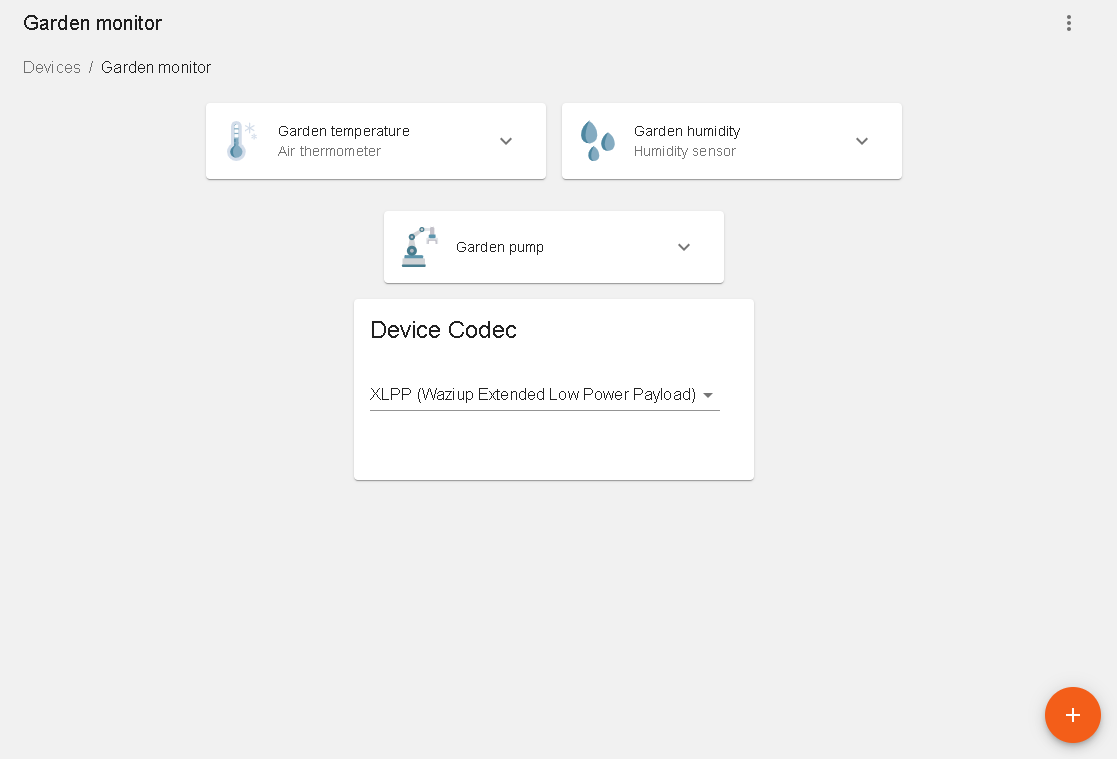 Garden monitor
Devices / Garden monitor
Garden temperature
Air thermometer
Garden humidity
Humidity sensor
Garden pump
Device Codec
XLPP (Waziup Extended Low Power Payload)